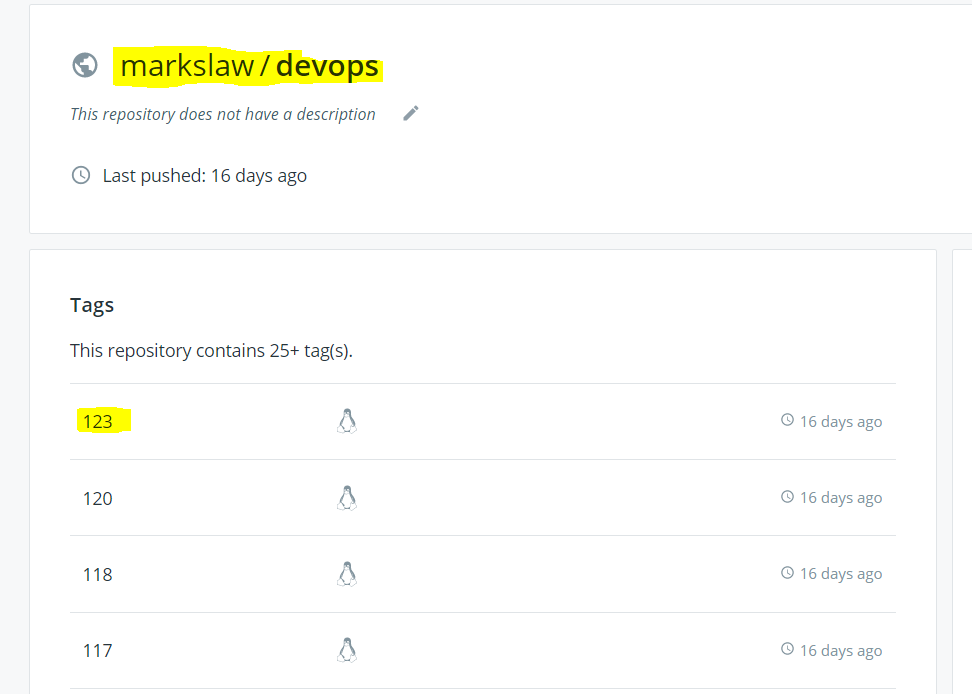 markslaw / devops
This repository does not have a description
Last pushed: 16 days ago
Tags
This repository contains 25+ tag(s).
123 16 days ago
120 16 days ago
118 16 days ago
117 16 days ago